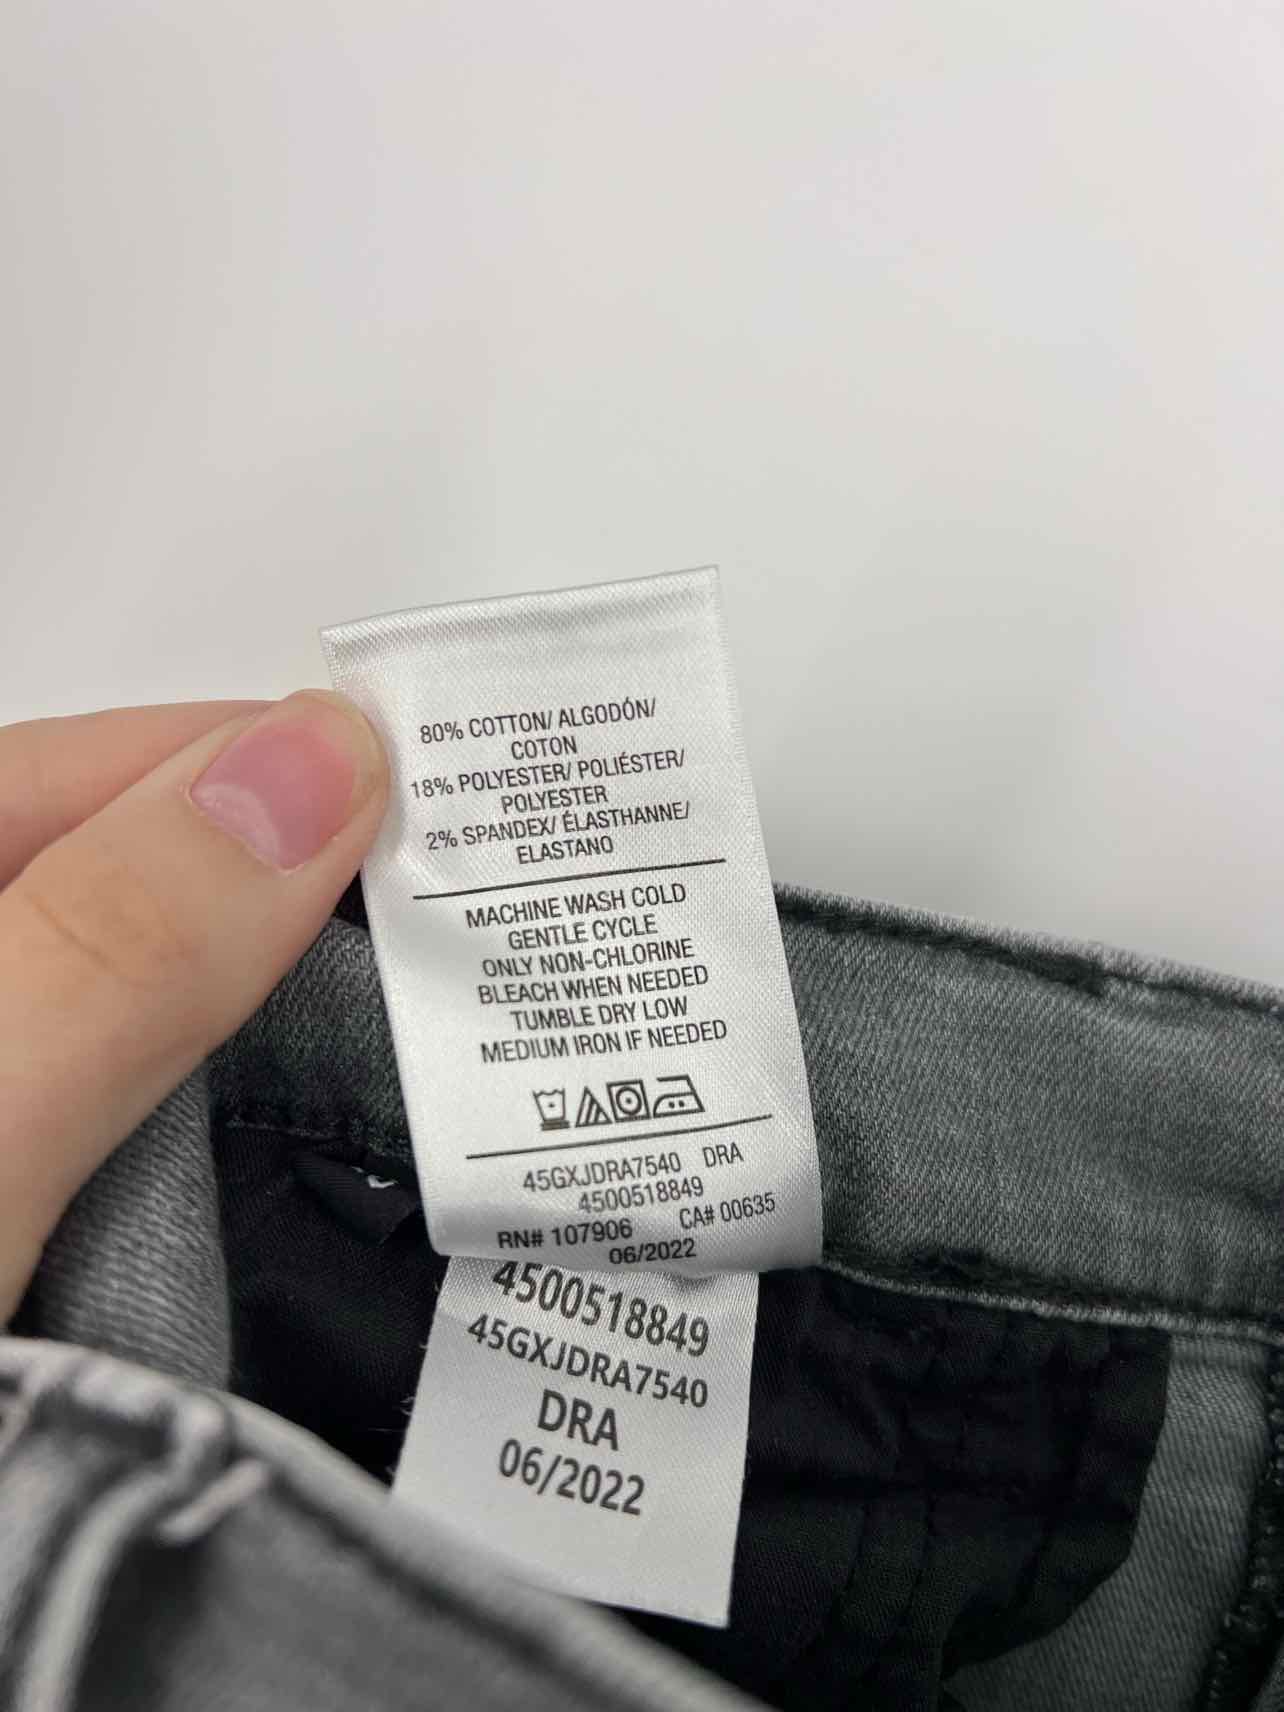 80% COTTON/ ALGODÓN/
COTON
18% POLYESTER/ POLIÉSTER/
POLYESTER
2% SPANDEX/ ÉLASTHANNE/
ELASTANO
MACHINE WASH COLD
GENTLE CYCLE
ONLY NON-CHLORINE
BLEACH WHEN NEEDED
TUMBLE DRY LOW
MEDIUM IRON IF NEEDED
45GXJDRA7540 DRA
4500518849
RN# 107906 CA# 00635
06/2022
4500518849
45GXJDRA7540
DRA
06/2022